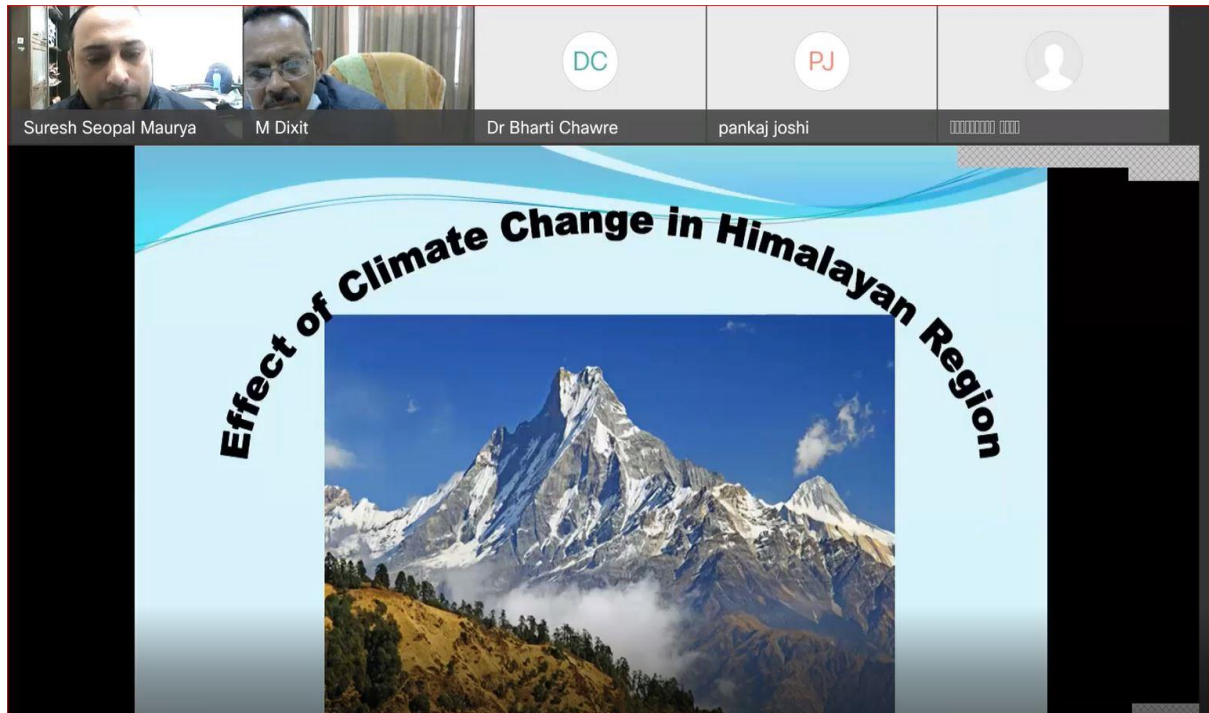 DC
PJ
Suresh Seopal Maurya
M Dixit
Dr Bharti Chawre
pankaj joshi
Effect of Climate Change in Himalayan Region